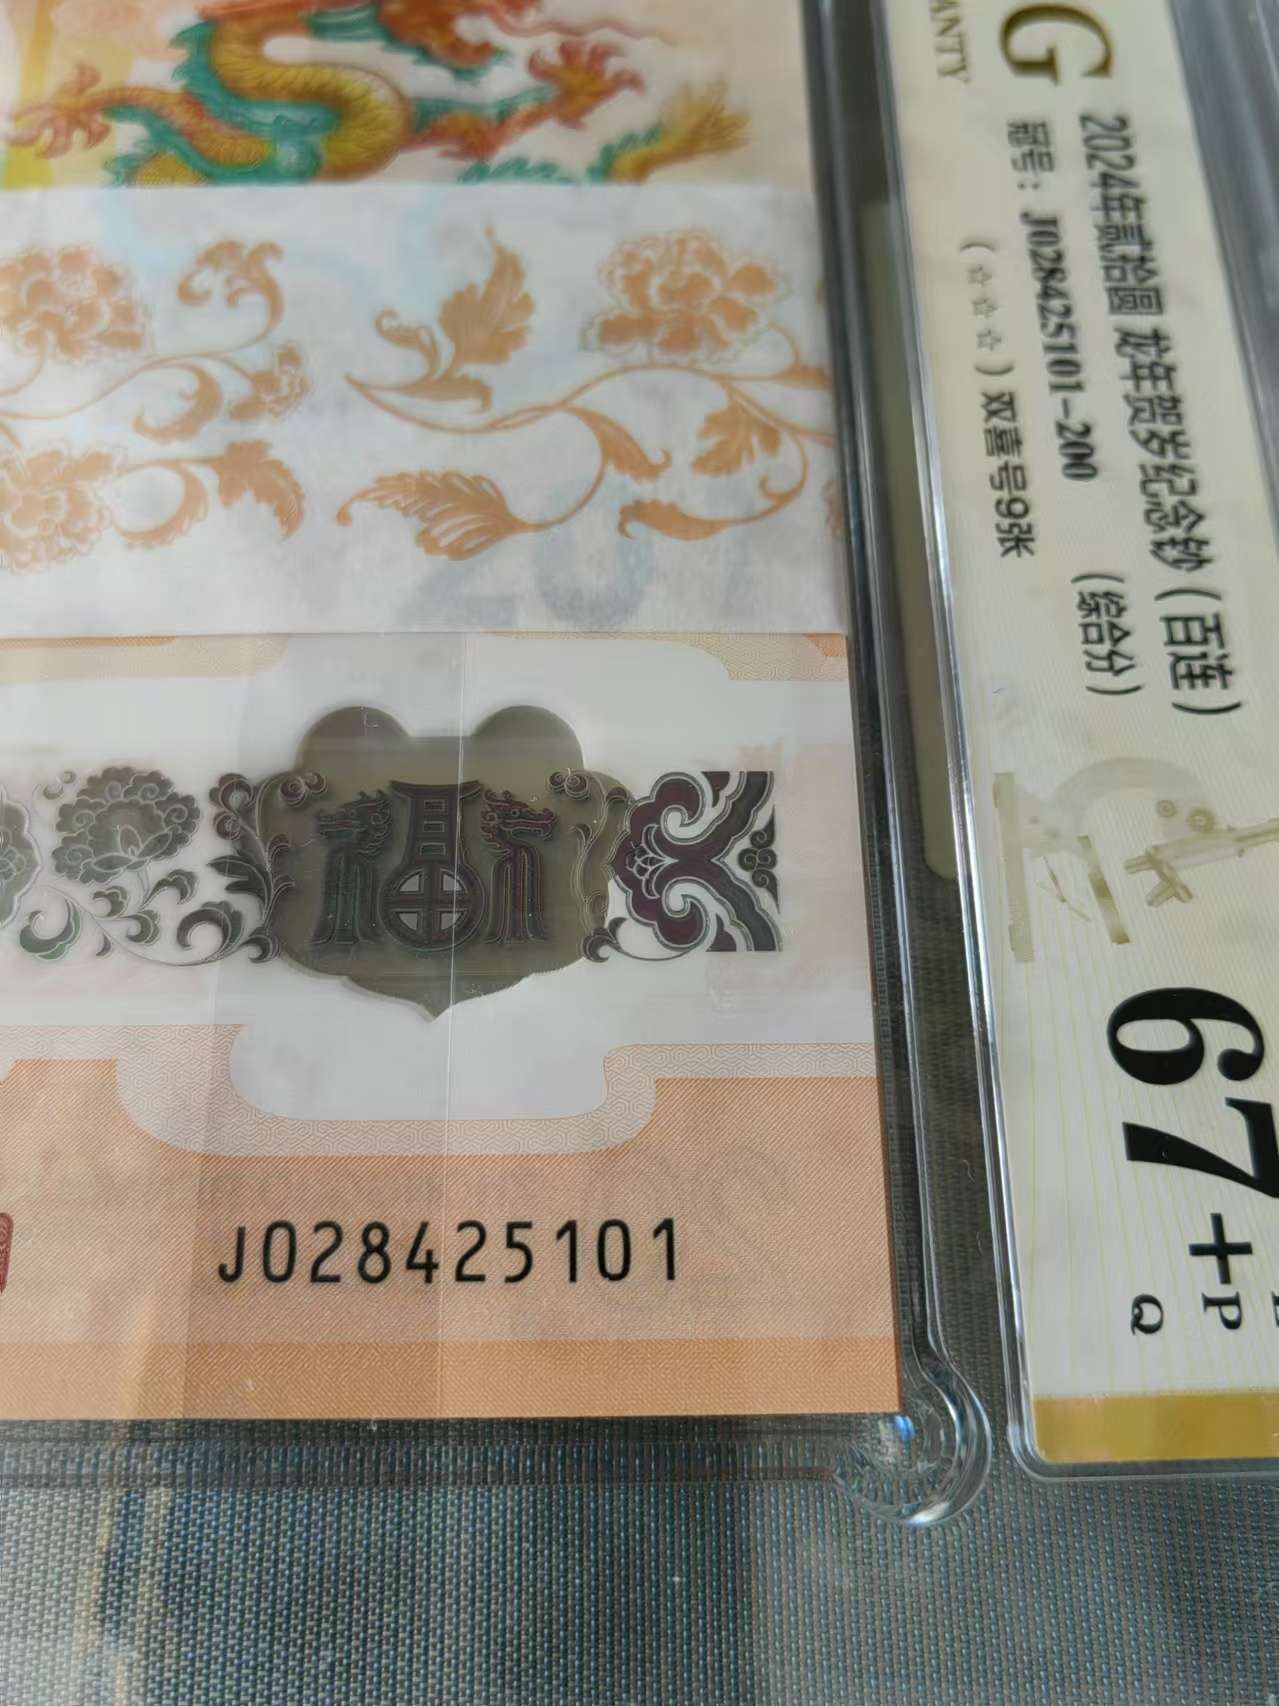 福
J028425101
G
ANTY
2024年贰拾圆 龙年贺岁纪念钞（百连）
冠号：J028425101-200 （综合分）
（☆☆☆）双喜号9张
67+
P
Q